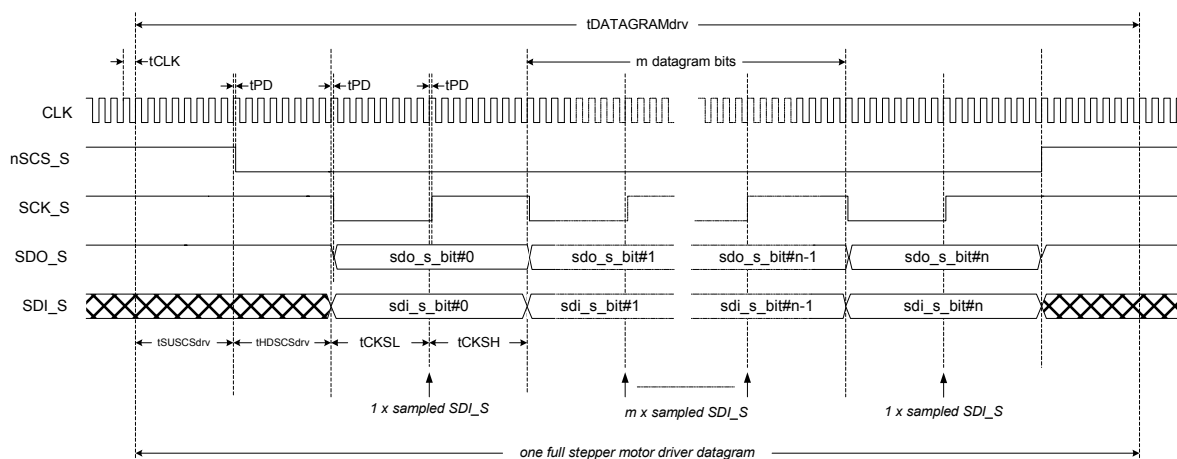 tDATAGRAMdrv
tCLK
m datagram bits
tPD tPD tPD
CLK
nSCS_S
SCK_S
SDO_S sdo_s_bit#0 sdo_s_bit#1 sdo_s_bit#n-1 sdo_s_bit#n
SDI_S sdi_s_bit#0 sdi_s_bit#1 sdi_s_bit#n-1 sdi_s_bit#n
tSUSCSdrv tHDSCSdrv tCKSL tCKSH
1 x sampled SDI_S m x sampled SDI_S 1 x sampled SDI_S
one full stepper motor driver datagram